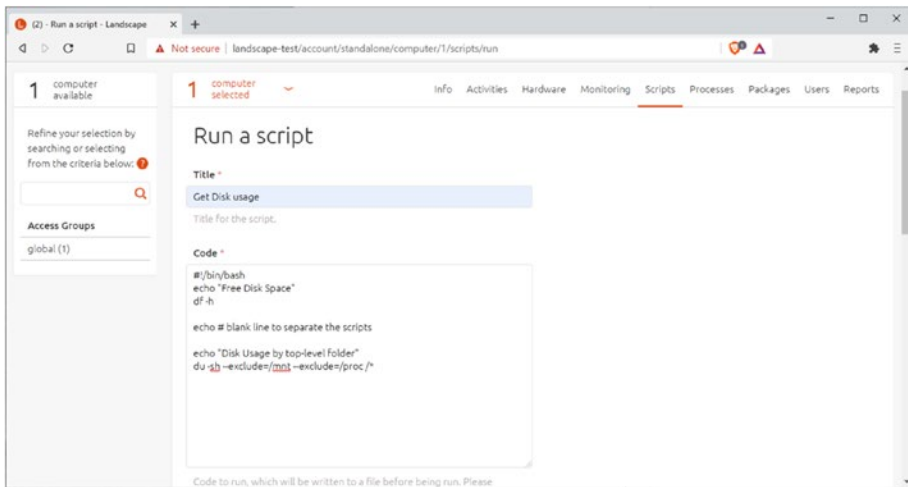 (2) - Run a script - Landscape
Not secure | landscape-test/account/standalone/computer/1/scripts/run
1 computer available
1 computer selected
Info Activities Hardware Monitoring Scripts Processes Packages Users Reports
Refine your selection by
searching or selecting
from the criteria below: ?
Access Groups
global (1)
Run a script
Title *
Get Disk usage
Title for the script.
Code *
#!/bin/bash
echo "Free Disk Space"
df -h
echo # blank line to separate the scripts
echo "Disk Usage by top-level folder"
du -sh –exclude=/mnt –exclude=/proc /*
Code to run, which will be written to a file before being run. Please